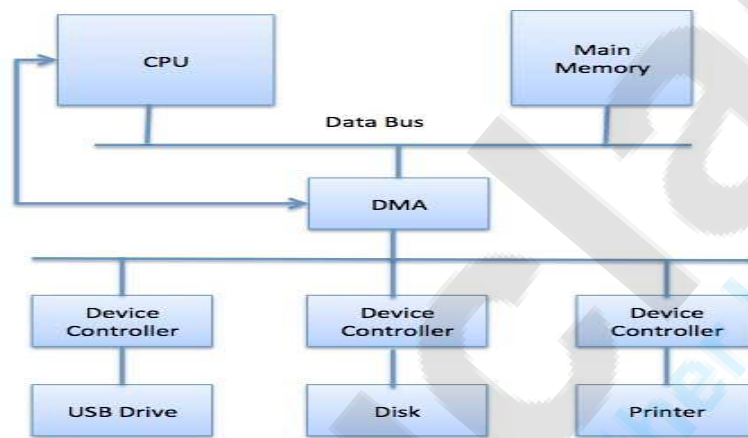 CPU
Main
Memory
Data Bus
DMA
Device
Controller
Device
Controller
Device
Controller
USB Drive
Disk
Printer